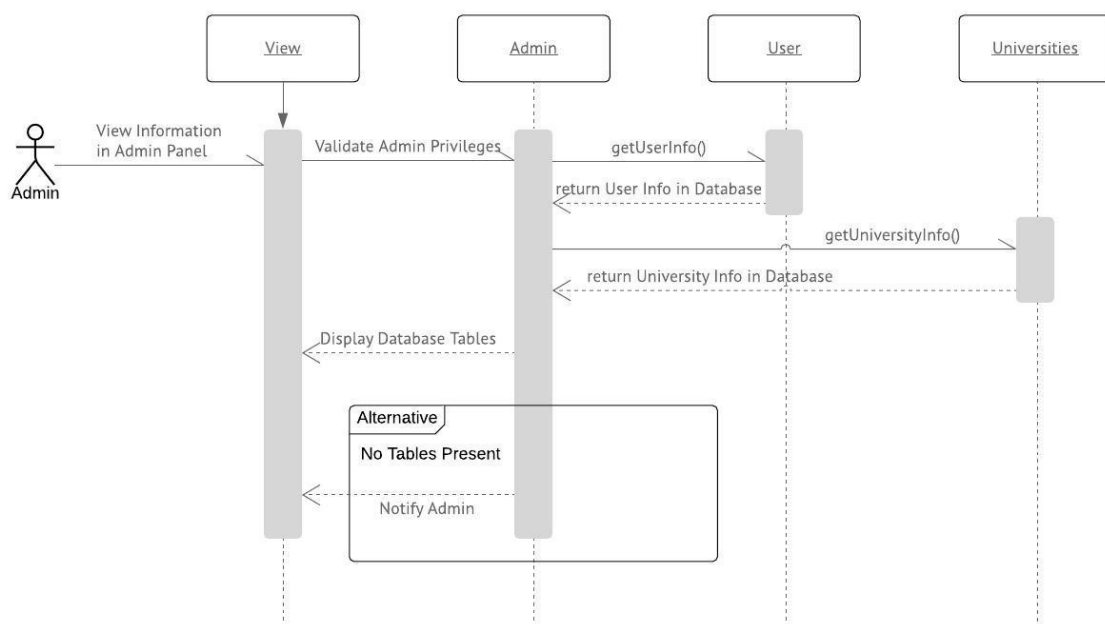 View
Admin
User
Universities
View Information
in Admin Panel
Admin
Validate Admin Privileges
getUserInfo()
return User Info in Database
getUniversityInfo()
return University Info in Database
Display Database Tables
Alternative
No Tables Present
Notify Admin